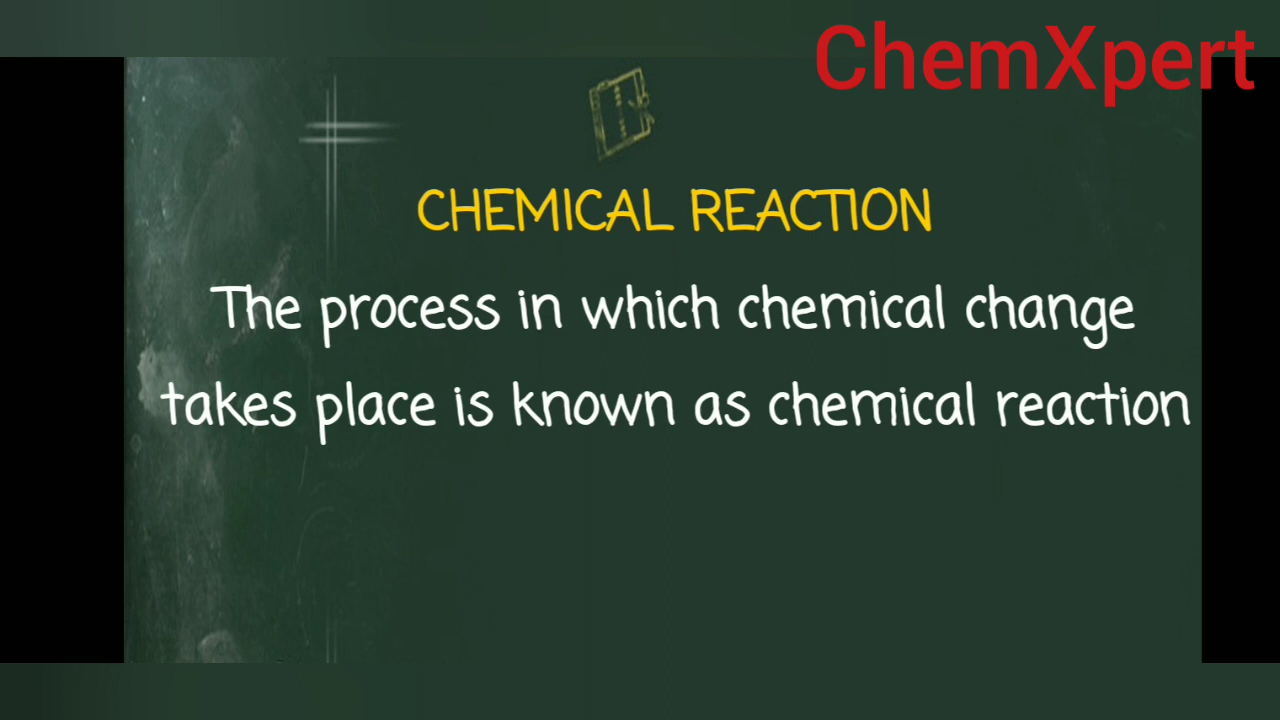 ChemXpert
CHEMICAL REACTION
The process in which chemical change
takes place is known as chemical reaction